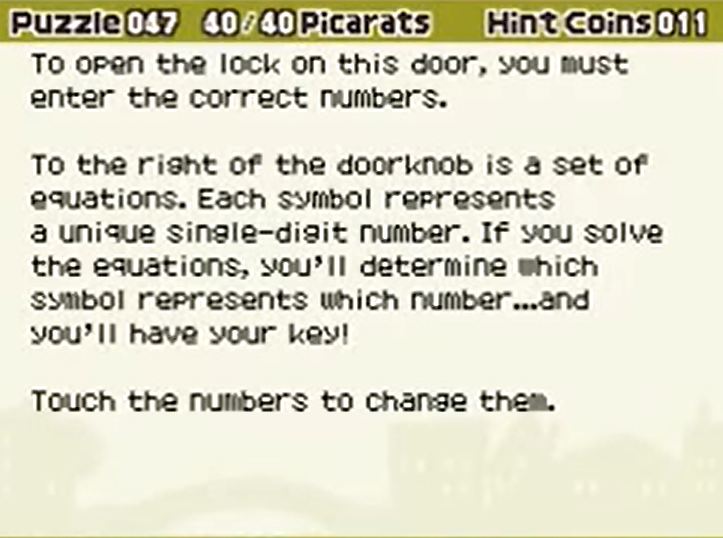 Puzzle 047 40/40 Picarats Hint Coins 011
To open the lock on this door, you must
enter the correct numbers.
To the right of the doorknob is a set of
equations. Each symbol represents
a unique single-digit number. If you solve
the equations, you'll determine which
symbol represents which number...and
you'll have your key!
Touch the numbers to change them.